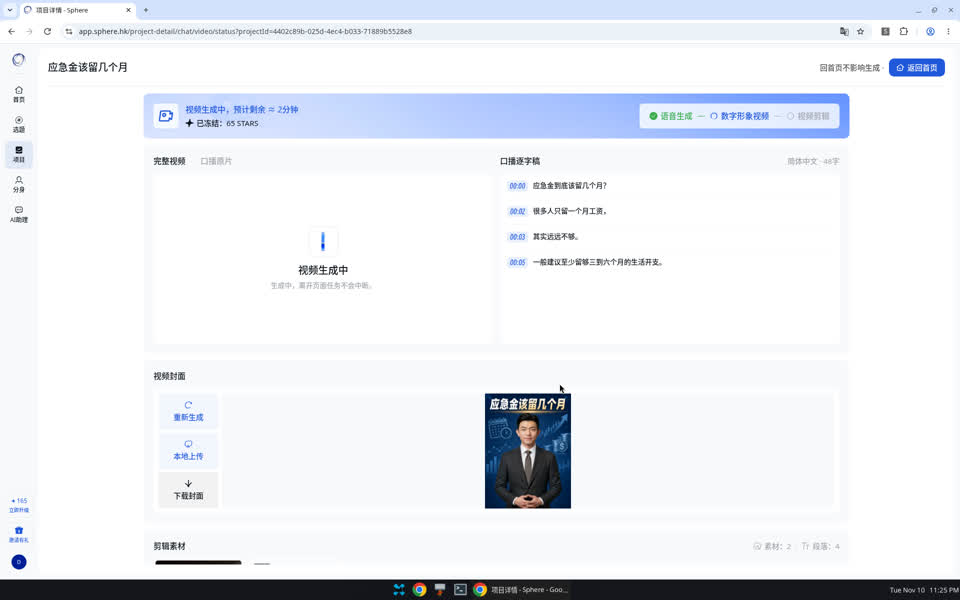 项目详情 - Sphere
app.sphere.hk/project-detail/chat/video/status?projectId=4402c89b-025d-4ec4-b033-71889b5528e8
首页
选题
项目
分身
AI助理
165
立即升级
邀请有礼
应急金该留几个月
回首页不影响生成
返回首页
视频生成中，预计剩余 ≈ 2分钟
已冻结：65 STARS
语音生成
数字形象视频
视频剪辑
完整视频
口播原片
视频生成中
生成中，离开页面任务不会中断。
口播逐字稿
简体中文 · 48字
00:00 应急金到底该留几个月？
00:02 很多人只留一个月工资，
00:03 其实远远不够。
00:05 一般建议至少留够三到六个月的生活开支。
视频封面
重新生成
本地上传
下载封面
应急金该留几个月
剪辑素材
素材：2
段落：4
项目详情 - Sphere - Goo...
Tue Nov 10 11:25 PM